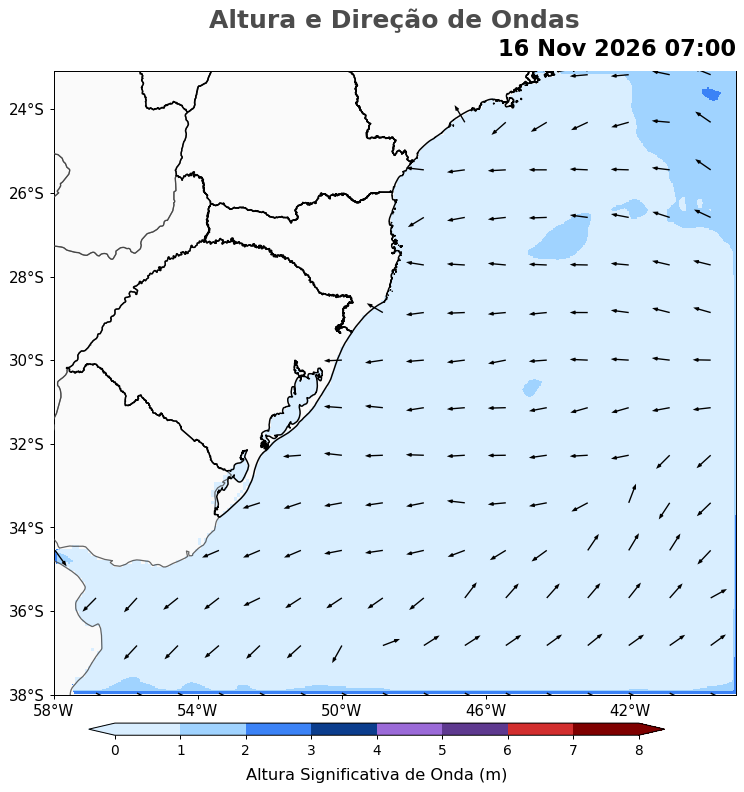 Altura e Direção de Ondas
16 Nov 2026 07:00
24°S
26°S
28°S
30°S
32°S
34°S
36°S
38°S
58°W 54°W 50°W 46°W 42°W
0 1 2 3 4 5 6 7 8
Altura Significativa de Onda (m)